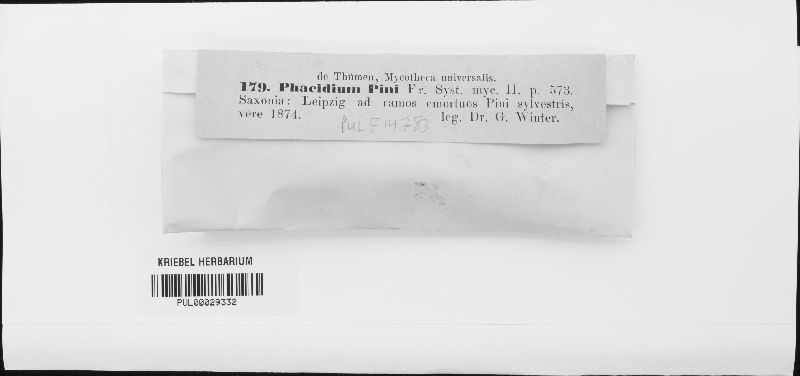 de Thümen, Mycotheca universalis.
179. Phacidium Pini Fr. Syst. myc. II. p. 573.
Saxonia: Leipzig ad ramos emortuos Pini sylvestris,
vere 1874. leg. Dr. G. Winter.
PUL F14783
KRIEBEL HERBARIUM
PUL00029332